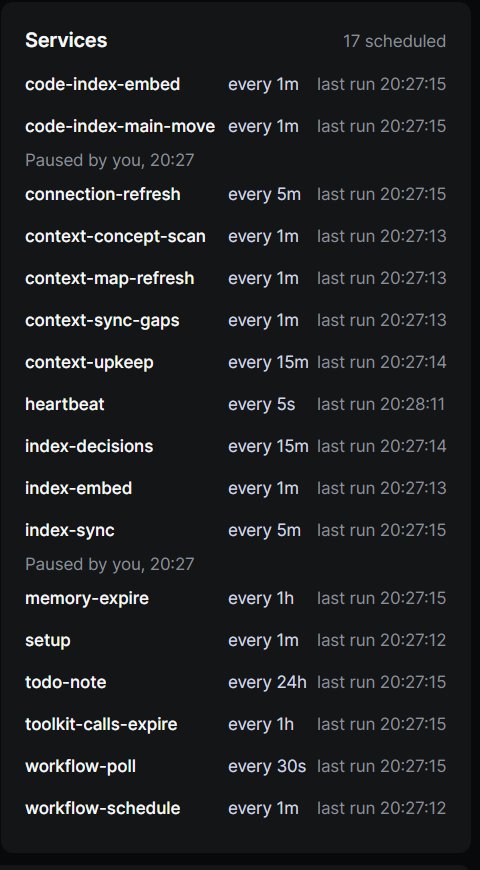 Services 17 scheduled
code-index-embed every 1m last run 20:27:15
code-index-main-move every 1m last run 20:27:15
Paused by you, 20:27
connection-refresh every 5m last run 20:27:15
context-concept-scan every 1m last run 20:27:13
context-map-refresh every 1m last run 20:27:13
context-sync-gaps every 1m last run 20:27:13
context-upkeep every 15m last run 20:27:14
heartbeat every 5s last run 20:28:11
index-decisions every 15m last run 20:27:14
index-embed every 1m last run 20:27:13
index-sync every 5m last run 20:27:15
Paused by you, 20:27
memory-expire every 1h last run 20:27:15
setup every 1m last run 20:27:12
todo-note every 24h last run 20:27:15
toolkit-calls-expire every 1h last run 20:27:15
workflow-poll every 30s last run 20:27:15
workflow-schedule every 1m last run 20:27:12